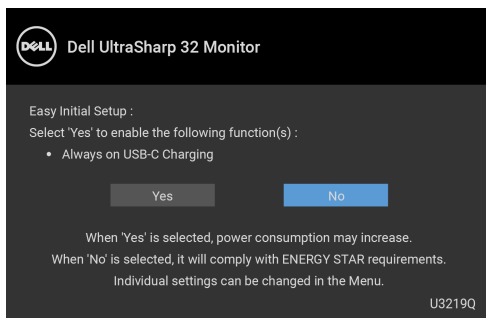 DELL Dell UltraSharp 32 Monitor
Easy Initial Setup :
Select 'Yes' to enable the following function(s) :
• Always on USB-C Charging
Yes No
When 'Yes' is selected, power consumption may increase.
When 'No' is selected, it will comply with ENERGY STAR requirements.
Individual settings can be changed in the Menu.
U3219Q